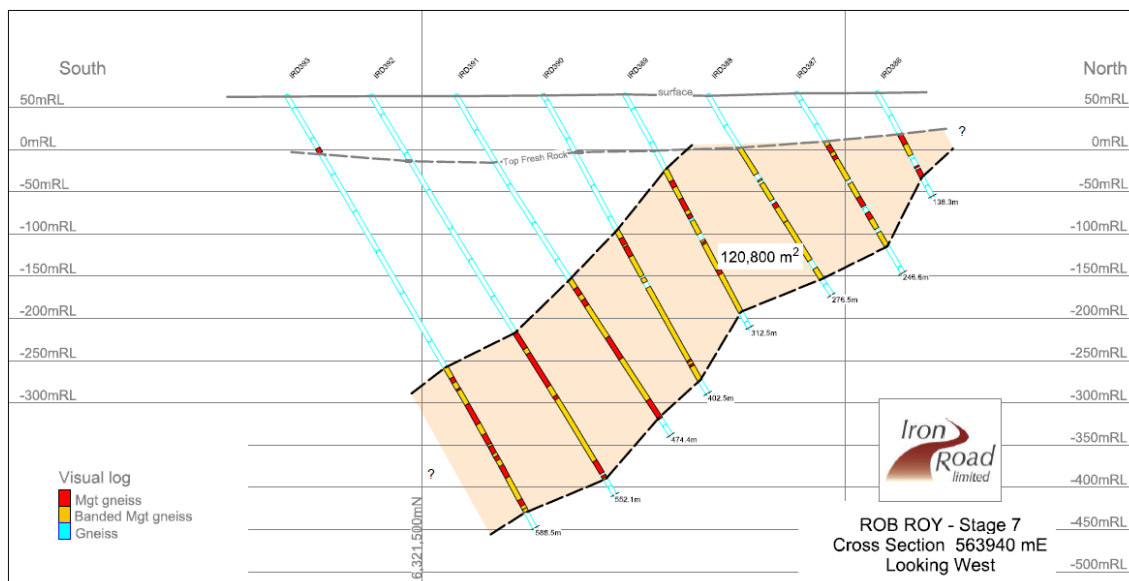 South
North
IRD393
IRD392
IRD391
IRD390
IRD389
IRD388
IRD387
IRD386
surface
50mRL
50mRL
?
0mRL
0mRL
Top Fresh Rock
-50mRL
-50mRL
138.3m
-100mRL
-100mRL
120,800 m²
246.6m
-150mRL
-150mRL
276.5m
-200mRL
-200mRL
312.5m
-250mRL
-250mRL
402.5m
-300mRL
-300mRL
474.4m
Iron
Road
limited
-350mRL
?
-400mRL
552.1m
Visual log
Mgt gneiss
Banded Mgt gneiss
Gneiss
588.5m
6,321,500mN
-450mRL
-500mRL
ROB ROY - Stage 7
Cross Section 563940 mE
Looking West